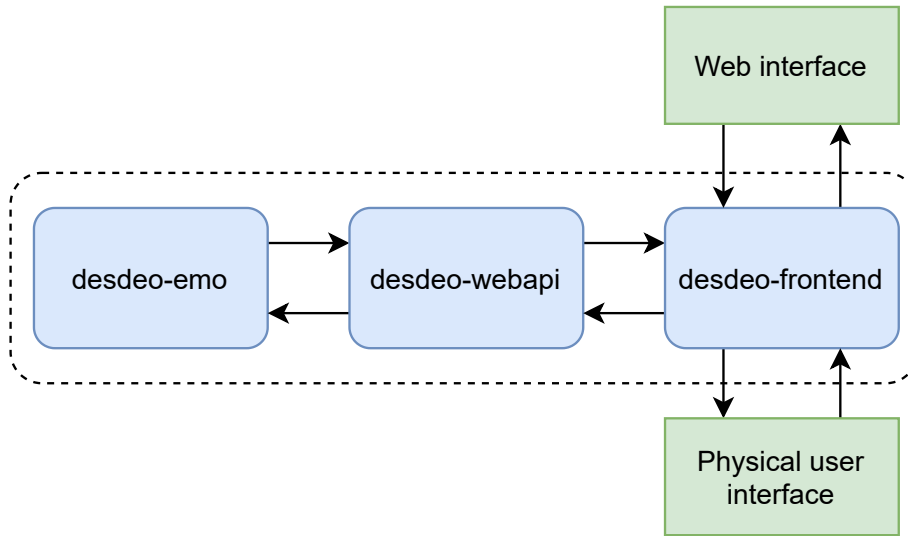 Web interface
desdeo-emo
desdeo-webapi
desdeo-frontend
Physical user
interface